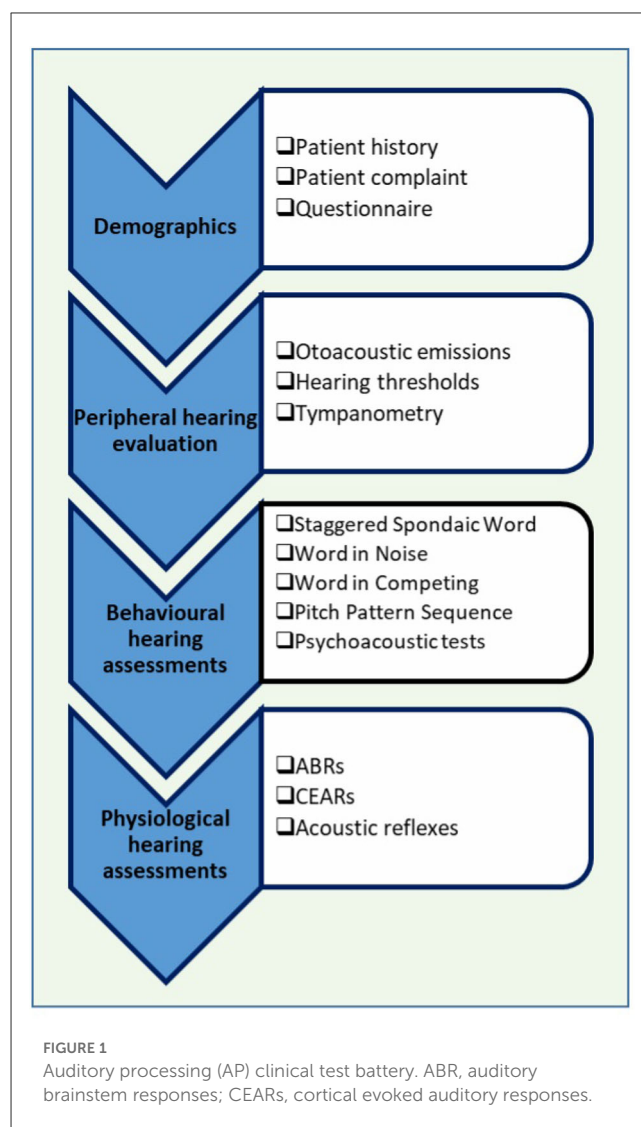 Demographics
❑Patient history
❑Patient complaint
❑Questionnaire
Peripheral hearing
evaluation
❑Otoacoustic emissions
❑Hearing thresholds
❑Tympanometry
Behavioural
hearing
assessments
❑Staggered Spondaic Word
❑Word in Noise
❑Word in Competing
❑Pitch Pattern Sequence
❑Psychoacoustic tests
Physiological
hearing
assessments
❑ABRs
❑CEARs
❑Acoustic reflexes
FIGURE 1
Auditory processing (AP) clinical test battery. ABR, auditory
brainstem responses; CEARs, cortical evoked auditory responses.